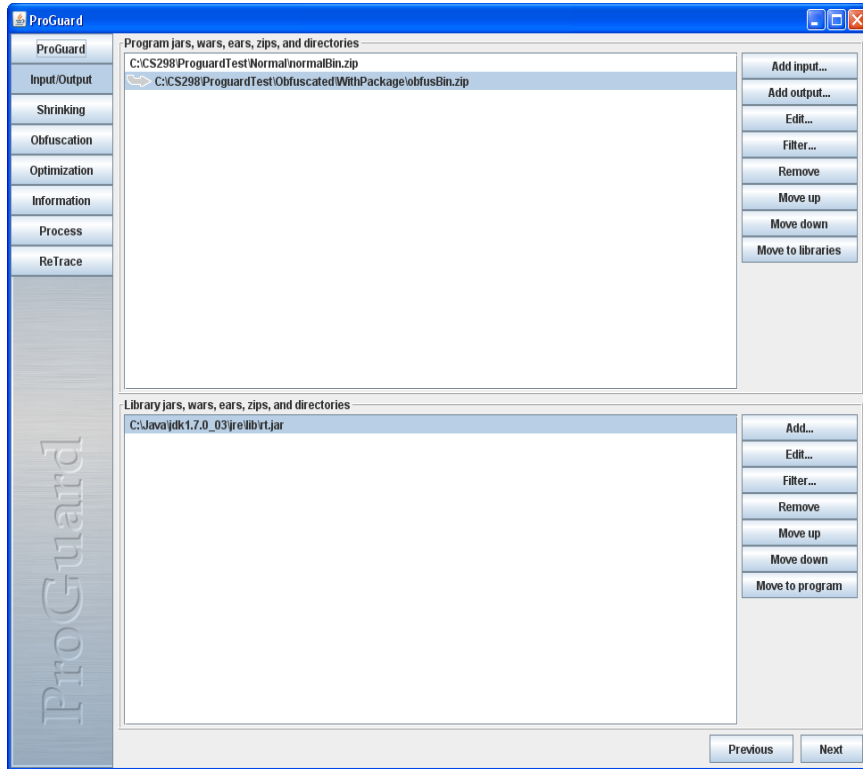 ProGuard
ProGuard
Input/Output
Shrinking
Obfuscation
Optimization
Information
Process
ReTrace
ProGuard
Program jars, wars, ears, zips, and directories
C:\CS298\ProguardTest\Normal\normalBin.zip
C:\CS298\ProguardTest\Obfuscated\WithPackage\obfusBin.zip
Add input...
Add output...
Edit...
Filter...
Remove
Move up
Move down
Move to libraries
Library jars, wars, ears, zips, and directories
C:\Java\jdk1.7.0_03\jre\lib\rt.jar
Add...
Edit...
Filter...
Remove
Move up
Move down
Move to program
Previous
Next